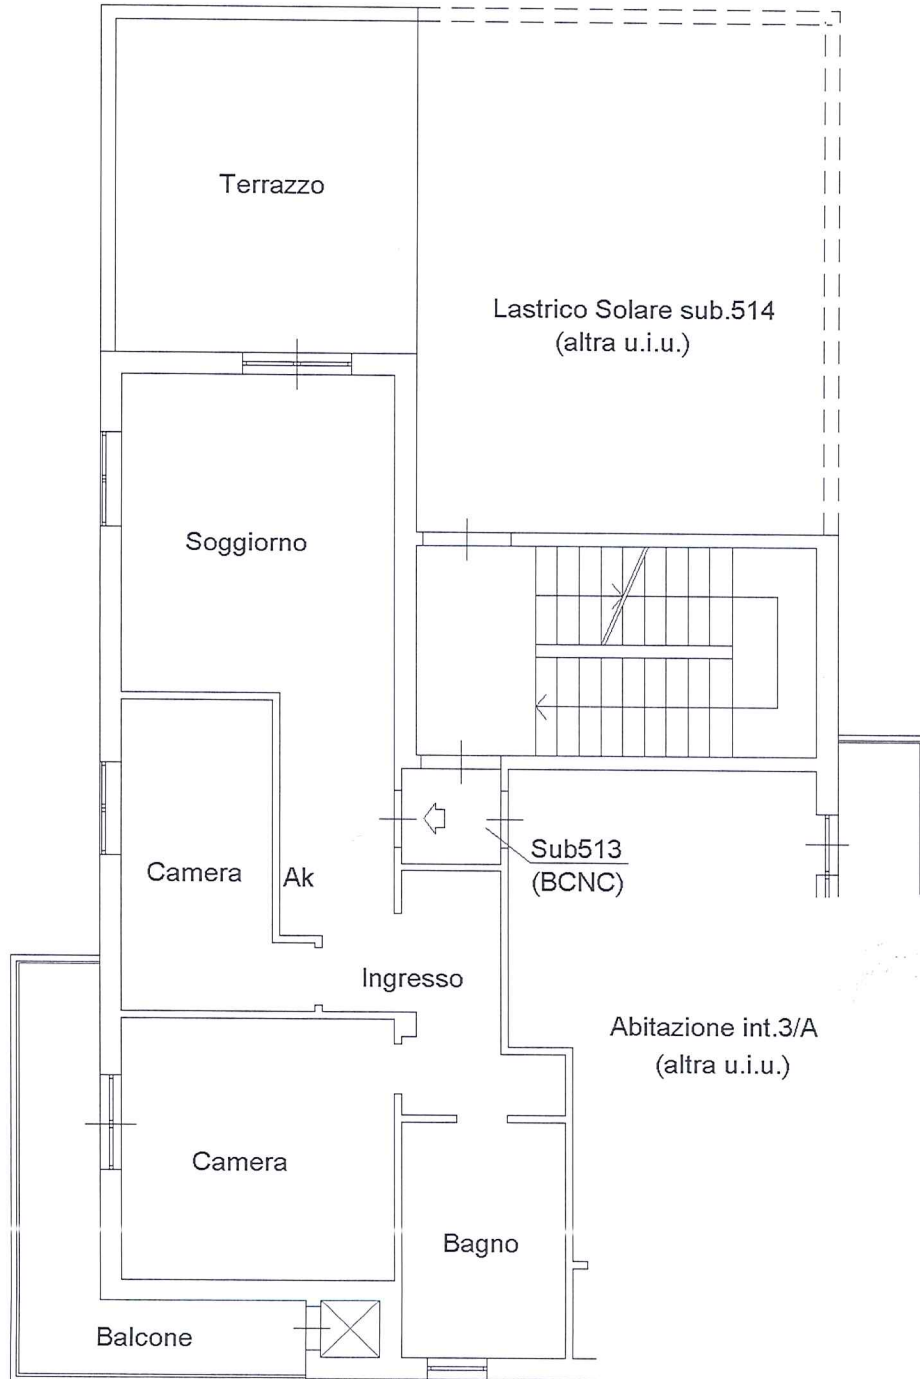 Terrazzo
Lastrico Solare sub.514
(altra u.i.u.)
Soggiorno
Sub513
(BCNC)
Camera
Ak
Ingresso
Abitazione int.3/A
(altra u.i.u.)
Camera
Bagno
Balcone